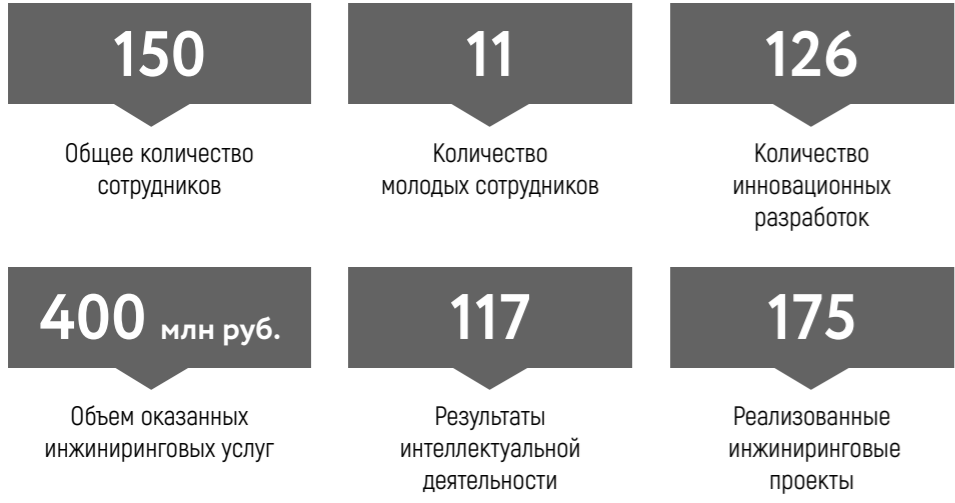 150
Общее количество
сотрудников
11
Количество
молодых сотрудников
126
Количество
инновационных
разработок
400 млн руб.
Объем оказанных
инжиниринговых услуг
117
Результаты
интеллектуальной
деятельности
175
Реализованные
инжиниринговые
проекты